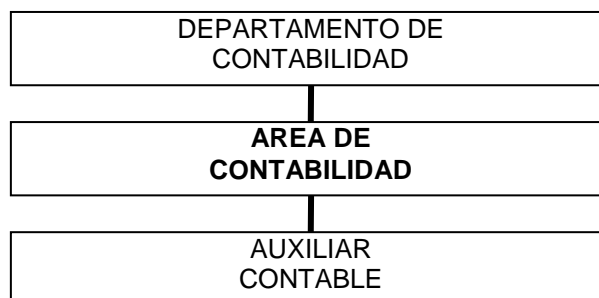 DEPARTAMENTO DE
CONTABILIDAD
AREA DE
CONTABILIDAD
AUXILIAR
CONTABLE